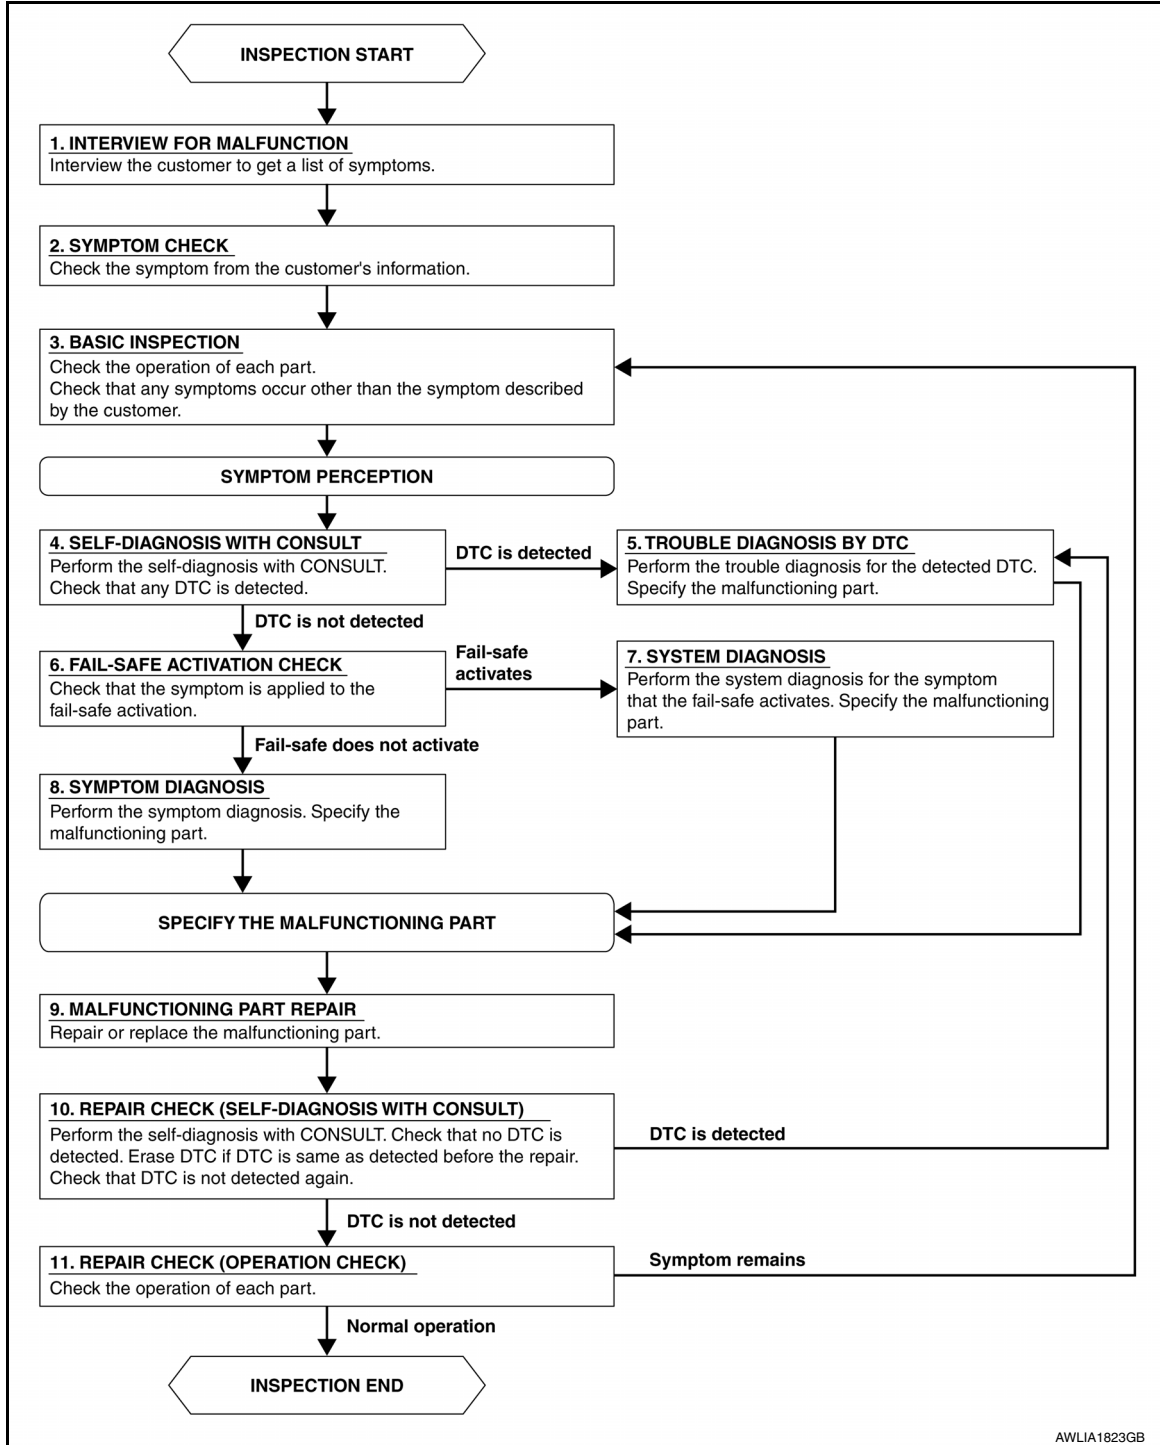 INSPECTION START
1. INTERVIEW FOR MALFUNCTION
Interview the customer to get a list of symptoms.
2. SYMPTOM CHECK
Check the symptom from the customer's information.
3. BASIC INSPECTION
Check the operation of each part.
Check that any symptoms occur other than the symptom described
by the customer.
SYMPTOM PERCEPTION
4. SELF-DIAGNOSIS WITH CONSULT
Perform the self-diagnosis with CONSULT.
Check that any DTC is detected.
DTC is detected
5. TROUBLE DIAGNOSIS BY DTC
Perform the trouble diagnosis for the detected DTC.
Specify the malfunctioning part.
DTC is not detected
6. FAIL-SAFE ACTIVATION CHECK
Check that the symptom is applied to the
fail-safe activation.
Fail-safe
activates
7. SYSTEM DIAGNOSIS
Perform the system diagnosis for the symptom
that the fail-safe activates. Specify the malfunctioning
part.
Fail-safe does not activate
8. SYMPTOM DIAGNOSIS
Perform the symptom diagnosis. Specify the
malfunctioning part.
SPECIFY THE MALFUNCTIONING PART
9. MALFUNCTIONING PART REPAIR
Repair or replace the malfunctioning part.
10. REPAIR CHECK (SELF-DIAGNOSIS WITH CONSULT)
Perform the self-diagnosis with CONSULT. Check that no DTC is
detected. Erase DTC if DTC is same as detected before the repair.
Check that DTC is not detected again.
DTC is detected
DTC is not detected
11. REPAIR CHECK (OPERATION CHECK)
Check the operation of each part.
Symptom remains
Normal operation
INSPECTION END
AWLIA1823GB